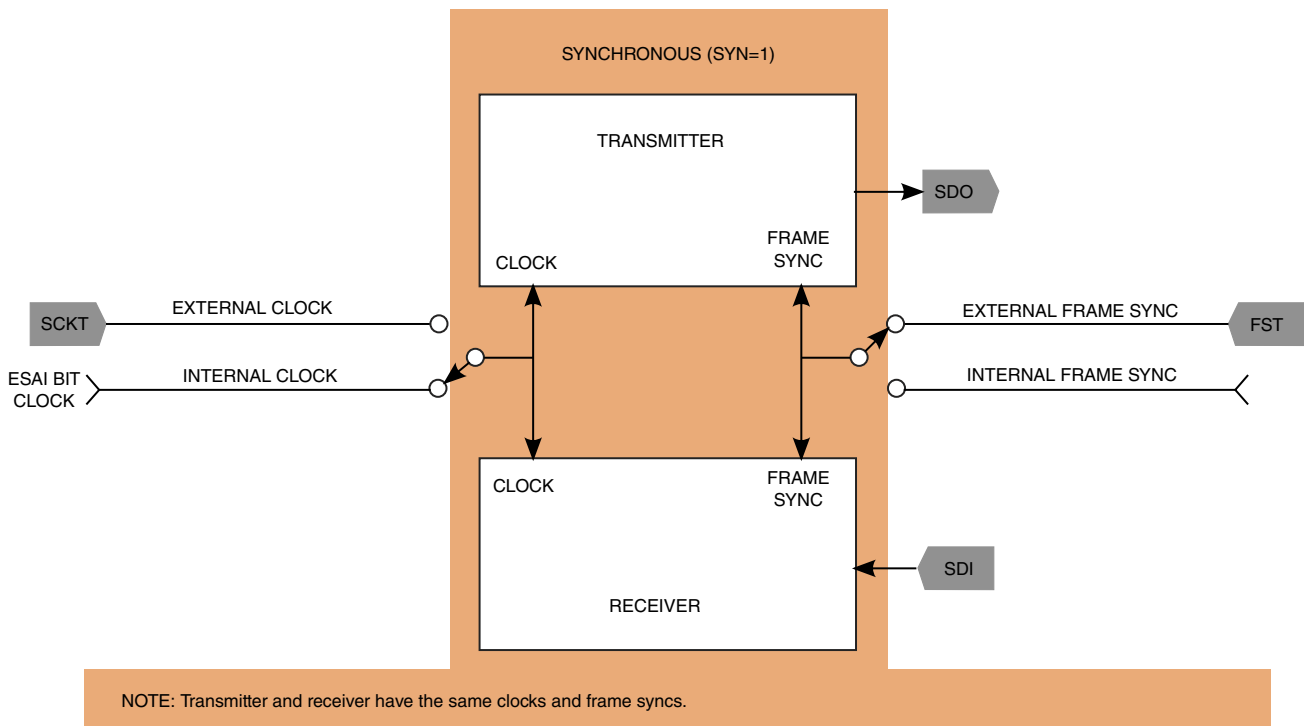 SYNCHRONOUS (SYN=1)
TRANSMITTER
SDO
FRAME
SYNC
CLOCK
SCKT
EXTERNAL CLOCK
EXTERNAL FRAME SYNC
FST
ESAI BIT
CLOCK
INTERNAL CLOCK
INTERNAL FRAME SYNC
CLOCK
FRAME
SYNC
SDI
RECEIVER
NOTE: Transmitter and receiver have the same clocks and frame syncs.